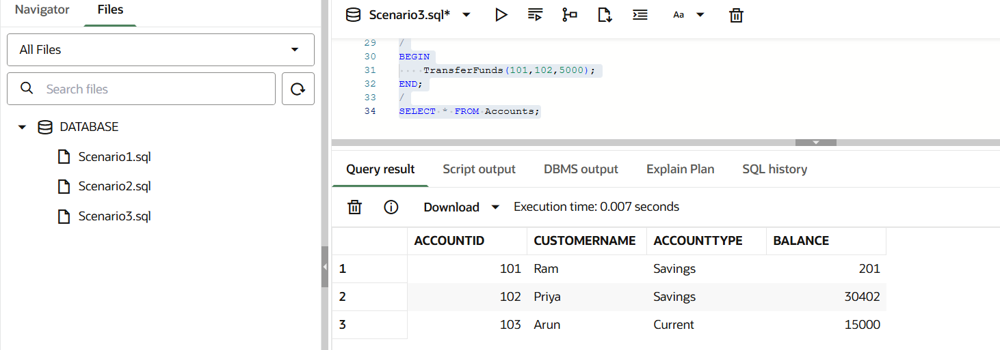 Navigator Files
All Files
Search files
DATABASE
Scenario1.sql
Scenario2.sql
Scenario3.sql
Scenario3.sql* Aa
29 /
30 BEGIN
31 ····TransferFunds(101,102,5000);
32 END;
33 /
34 SELECT·*·FROM·Accounts;
Query result Script output DBMS output Explain Plan SQL history
Download Execution time: 0.007 seconds
ACCOUNTID CUSTOMERNAME ACCOUNTTYPE BALANCE
1 101 Ram Savings 201
2 102 Priya Savings 30402
3 103 Arun Current 15000